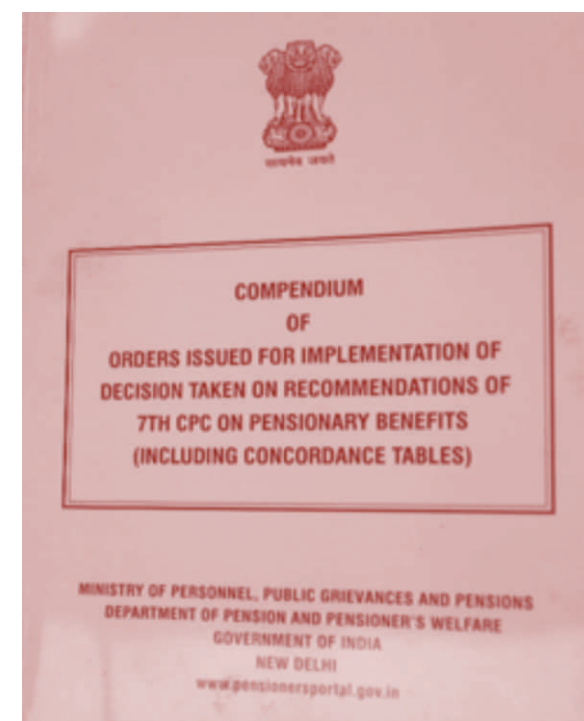 सत्यमेव जयते
COMPENDIUM
OF
ORDERS ISSUED FOR IMPLEMENTATION OF
DECISION TAKEN ON RECOMMENDATIONS OF
7TH CPC ON PENSIONARY BENEFITS
(INCLUDING CONCORDANCE TABLES)
MINISTRY OF PERSONNEL, PUBLIC GRIEVANCES AND PENSIONS
DEPARTMENT OF PENSION AND PENSIONER'S WELFARE
GOVERNMENT OF INDIA
NEW DELHI
www.pensionersportal.gov.in